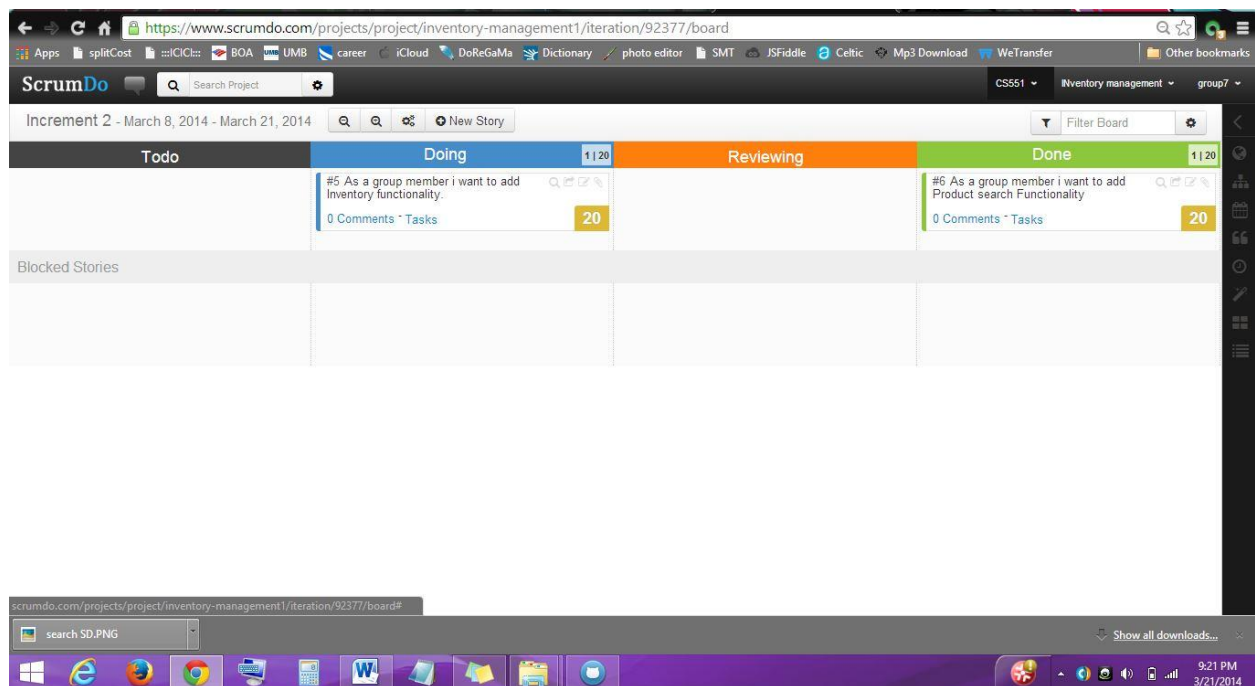 https://www.scrumdo.com/projects/project/inventory-management1/iteration/92377/board
Apps splitCost :::ICICI::: BOA UMB UMB career iCloud DoReGaMa Dictionary photo editor SMT JSFiddle Celtic Mp3 Download WeTransfer Other bookmarks
ScrumDo Search Project CS551 INventory management group7
Increment 2 - March 8, 2014 - March 21, 2014 New Story Filter Board
Todo Doing 1 | 20 Reviewing Done 1 | 20
#5 As a group member i want to add
Inventory functionality.
0 Comments Tasks 20
#6 As a group member i want to add
Product search Functionality
0 Comments Tasks 20
Blocked Stories
scrumdo.com/projects/project/inventory-management1/iteration/92377/board#
search SD.PNG Show all downloads...
9:21 PM
3/21/2014